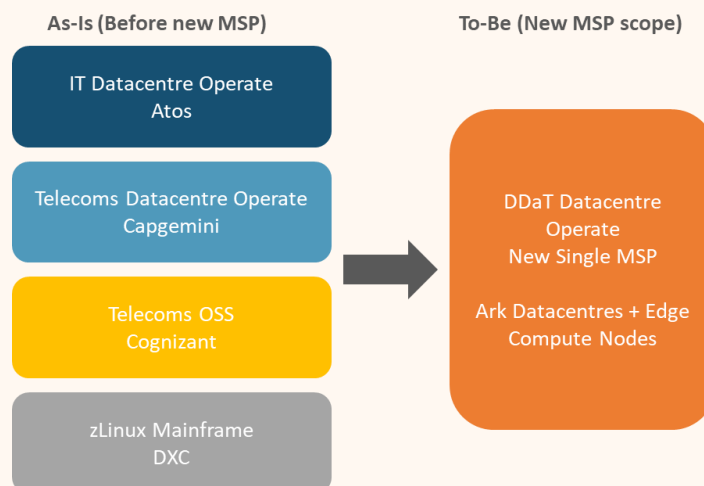 As-Is (Before new MSP)
IT Datacentre Operate
Atos
Telecoms Datacentre Operate
Capgemini
Telecoms OSS
Cognizant
zLinux Mainframe
DXC
To-Be (New MSP scope)
DDaT Datacentre
Operate
New Single MSP
Ark Datacentres + Edge
Compute Nodes